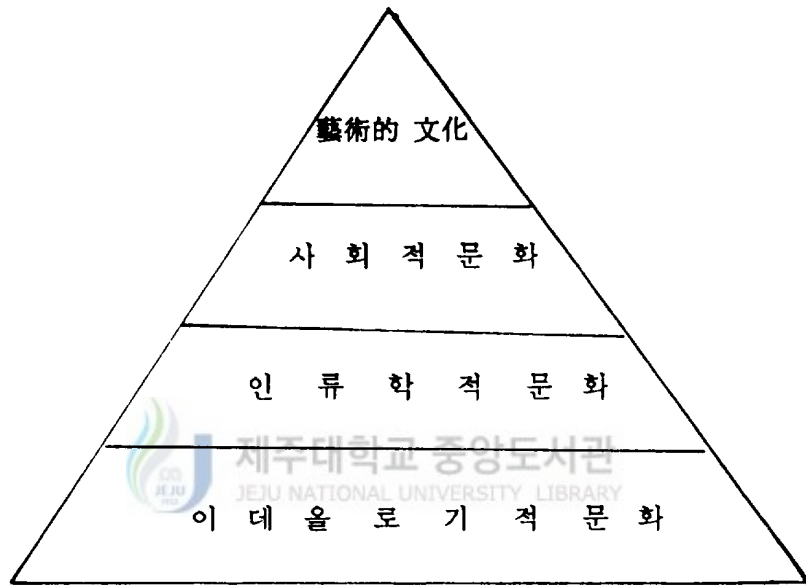 藝術的 文化
사 회 적 문 화
인 류 학 적 문 화
제주대학교 중앙도서관
JEJU NATIONAL UNIVERSITY LIBRARY
이 데 올 로 기 적 문 화